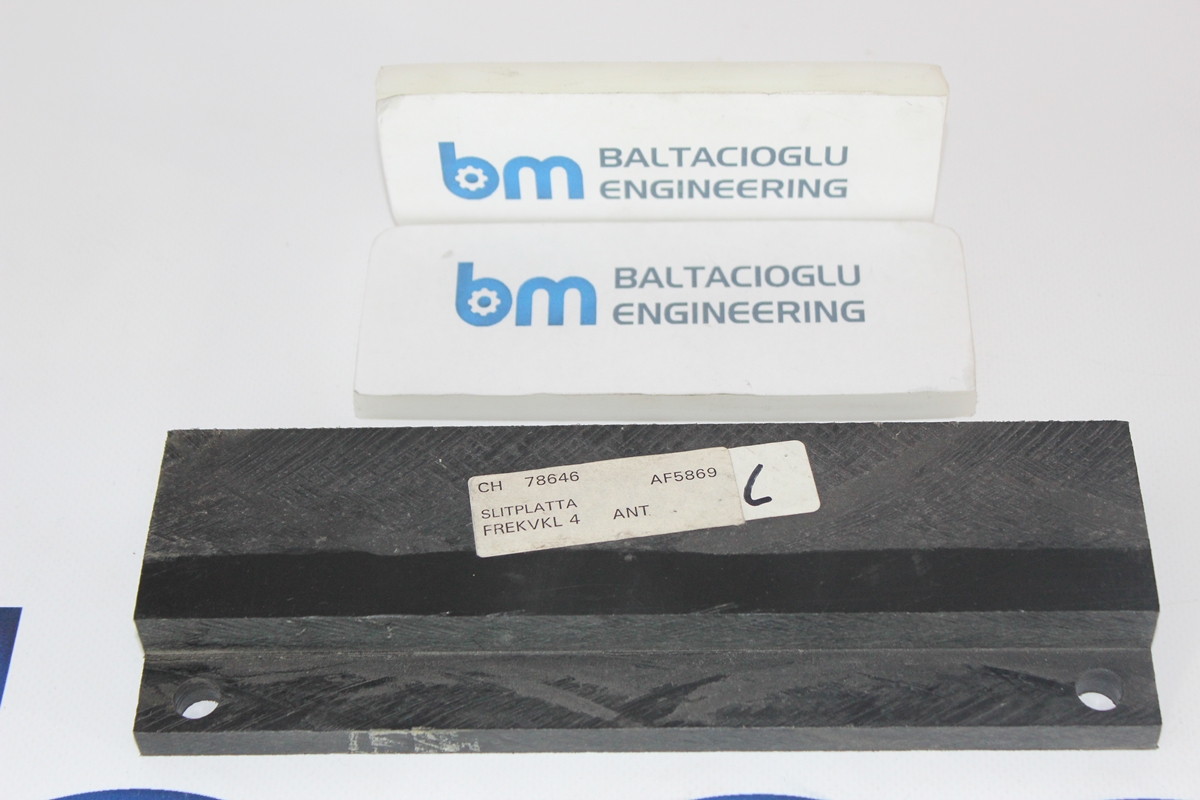 bm BALTACIOGLU
ENGINEERING
bm BALTACIOGLU
ENGINEERING
CH 78646 AF5869
SLITPLATTA
FREKVKL 4 ANT
L